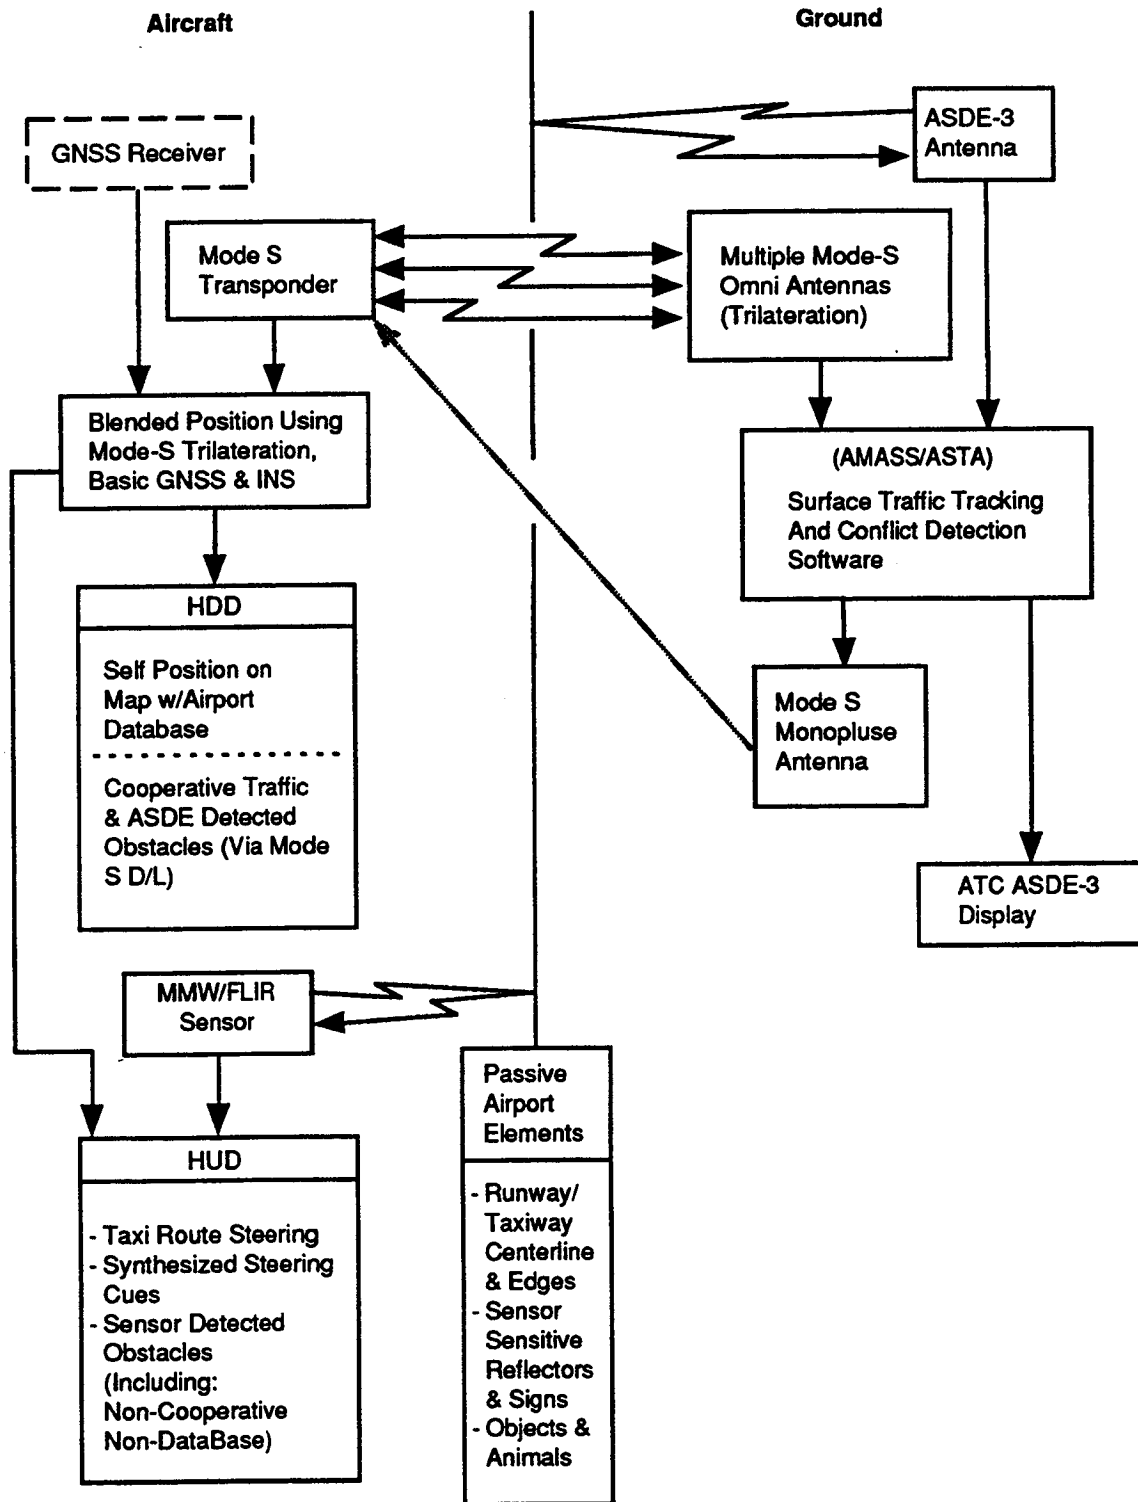 Aircraft
Ground
GNSS Receiver
ASDE-3
Antenna
Mode S
Transponder
Multiple Mode-S
Omni Antennas
(Trilateration)
Blended Position Using
Mode-S Trilateration,
Basic GNSS & INS
(AMASS/ASTA)
Surface Traffic Tracking
And Conflict Detection
Software
HDD
Self Position on
Map w/Airport
Database
Cooperative Traffic
& ASDE Detected
Obstacles (Via Mode
S D/L)
Mode S
Monopluse
Antenna
ATC ASDE-3
Display
MMW/FLIR
Sensor
Passive
Airport
Elements
- Runway/
Taxiway
Centerline
& Edges
- Sensor
Sensitive
Reflectors
& Signs
- Objects &
Animals
HUD
- Taxi Route Steering
- Synthesized Steering
Cues
- Sensor Detected
Obstacles
(Including:
Non-Cooperative
Non-DataBase)